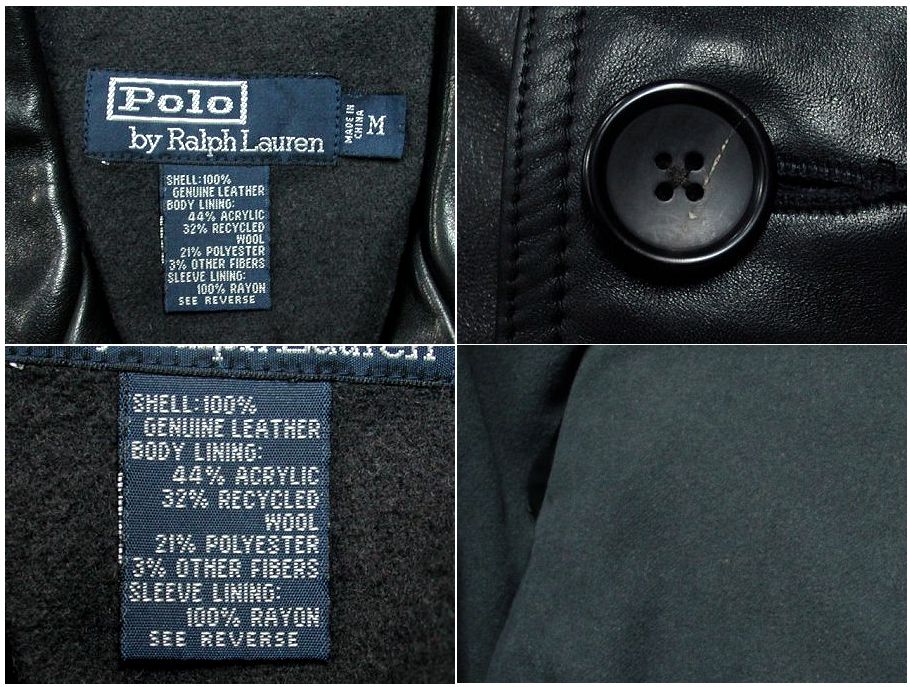 Polo
by Ralph Lauren
MADE IN
CHINA
M
SHELL:100%
GENUINE LEATHER
BODY LINING:
44% ACRYLIC
32% RECYCLED
WOOL
21% POLYESTER
3% OTHER FIBERS
SLEEVE LINING:
100% RAYON
SEE REVERSE
Ralph Lauren
SHELL:100%
GENUINE LEATHER
BODY LINING:
44% ACRYLIC
32% RECYCLED
WOOL
21% POLYESTER
3% OTHER FIBERS
SLEEVE LINING:
100% RAYON
SEE REVERSE